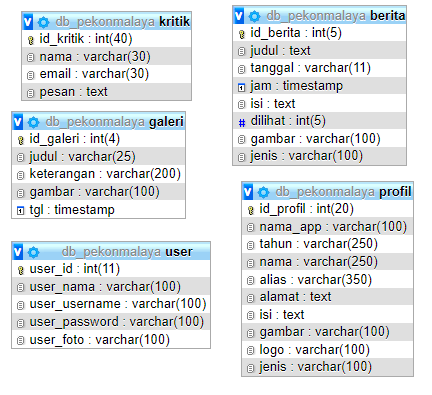 db_pekonmalaya kritik
id_kritik : int(40)
nama : varchar(30)
email : varchar(30)
pesan : text
db_pekonmalaya galeri
id_galeri : int(4)
judul : varchar(25)
keterangan : varchar(200)
gambar : varchar(100)
tgl : timestamp
db_pekonmalaya user
user_id : int(11)
user_nama : varchar(100)
user_username : varchar(100)
user_password : varchar(100)
user_foto : varchar(100)
db_pekonmalaya berita
id_berita : int(5)
judul : text
tanggal : varchar(11)
jam : timestamp
isi : text
# dilihat : int(5)
gambar : varchar(100)
jenis : varchar(100)
db_pekonmalaya profil
id_profil : int(20)
nama_app : varchar(100)
tahun : varchar(250)
nama : varchar(250)
alias : varchar(350)
alamat : text
isi : text
gambar : varchar(100)
logo : varchar(100)
jenis : varchar(100)